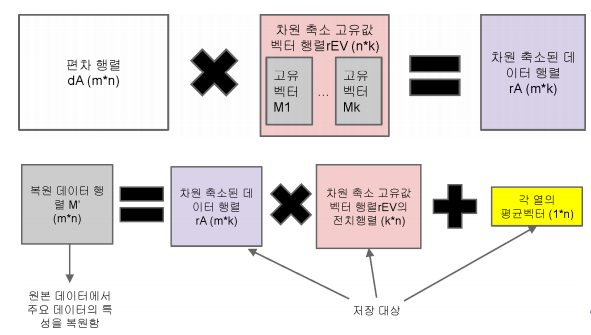 편차 행렬
dA (m*n)
차원 축소 고유값
벡터 행렬rEV (n*k)
고유
벡터
M1
...
고유
벡터
Mk
차원 축소된 데
이터 행렬
rA (m*k)
복원 데이터 행
렬 M'
(m*n)
차원 축소된 데
이터 행렬
rA (m*k)
차원 축소 고유값
벡터 행렬rEV의
전치행렬 (k*n)
각 열의
평균벡터 (1*n)
원본 데이터에서
주요 데이터의 특
성을 복원함
저장 대상